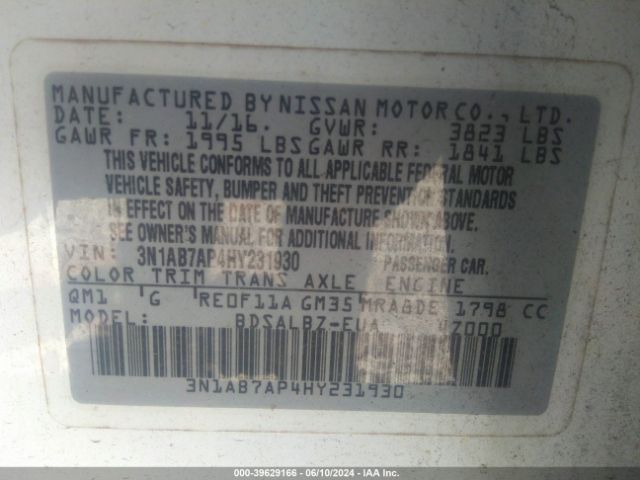 MANUFACTURED BY NISSAN MOTOR CO., LTD.
DATE: 11/16. GVWR: 3823 LBS
GAWR FR: 1995 LBS GAWR RR: 1841 LBS
THIS VEHICLE CONFORMS TO ALL APPLICABLE FEDERAL MOTOR
VEHICLE SAFETY, BUMPER AND THEFT PREVENTION STANDARDS
IN EFFECT ON THE DATE OF MANUFACTURE SHOWN ABOVE.
SEE OWNER'S MANUAL FOR ADDITIONAL INFORMATION.
VIN: 3N1AB7AP4HY231930 PASSENGER CAR.
COLOR TRIM TRANS AXLE ENGINE
QM1 G RE0F11A GM35 MRA8DE 1798 CC
MODEL: BDSALBZ-EUA
3N1AB7AP4HY231930
000-39629166 - 06/10/2024 - IAA Inc.